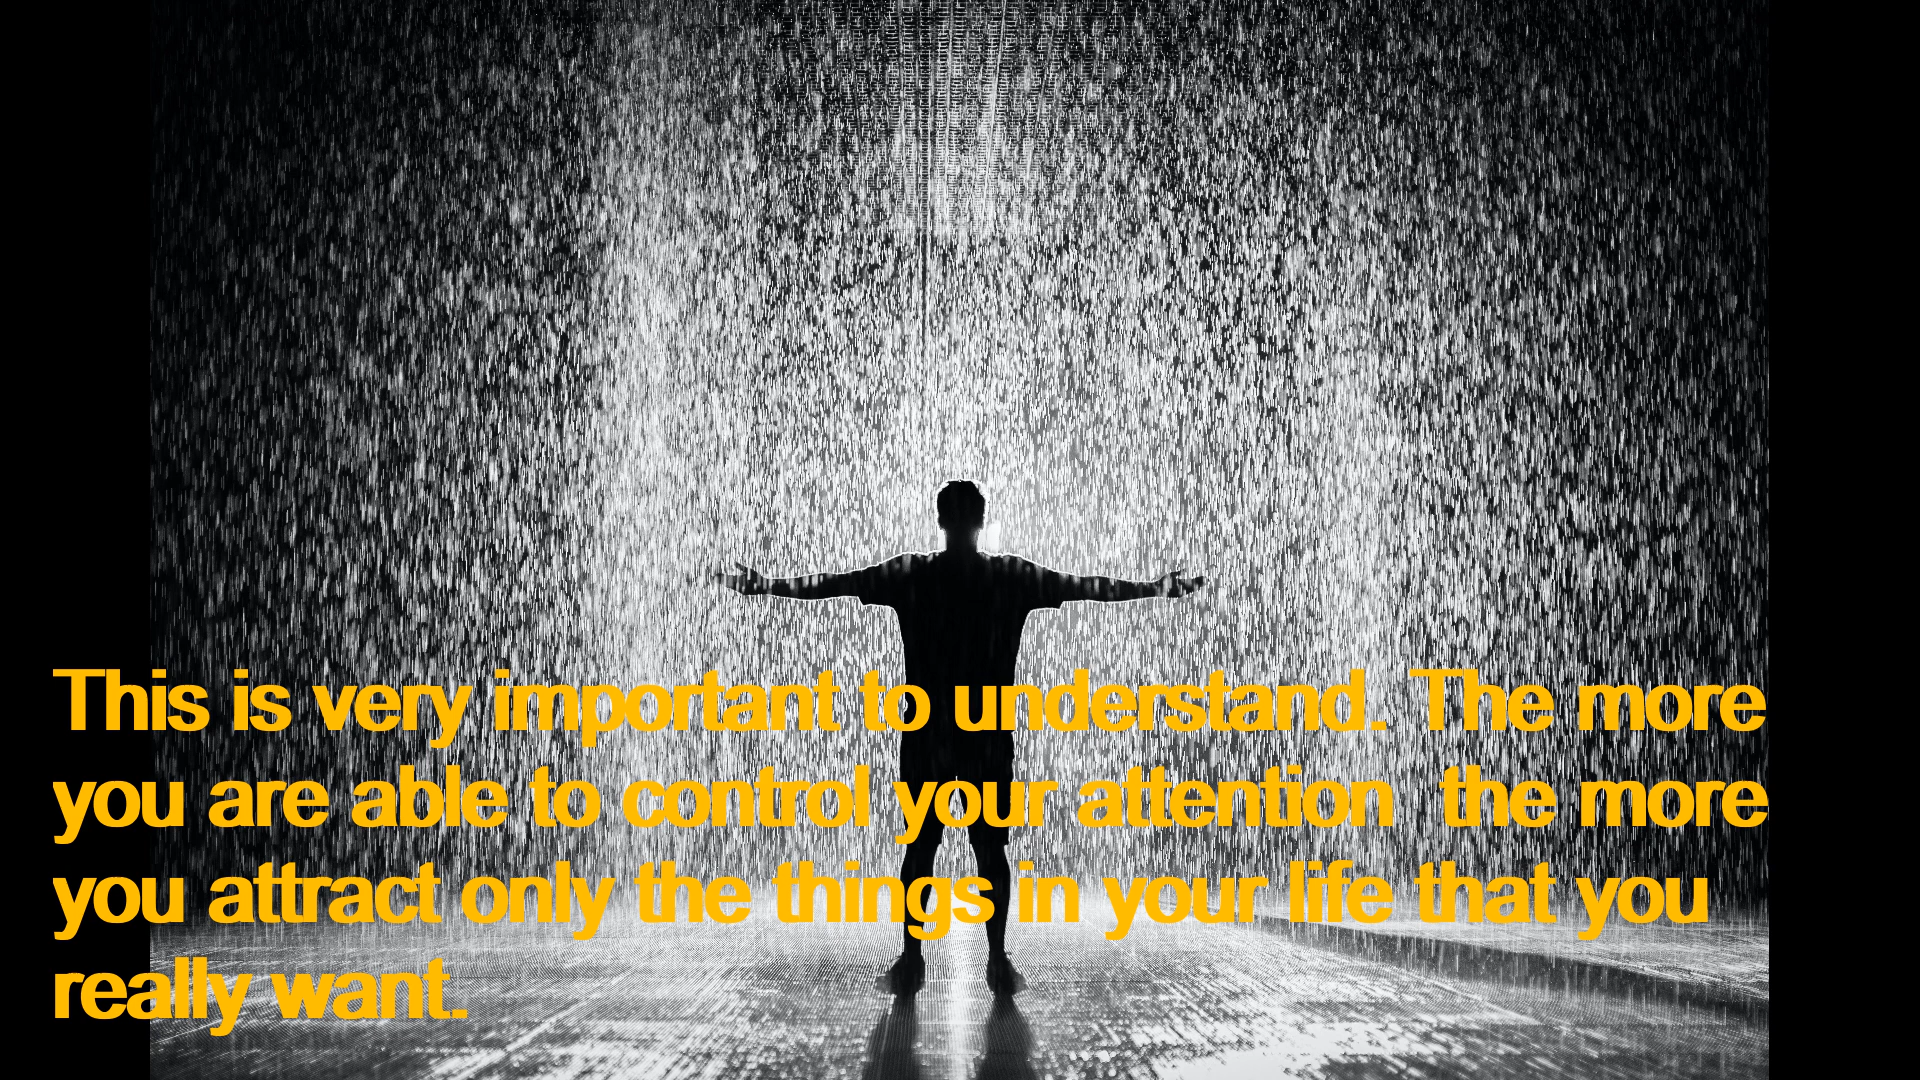 This is very important to understand. The more
you are able to control your attention  the more
you attract only the things in your life that you
really want.